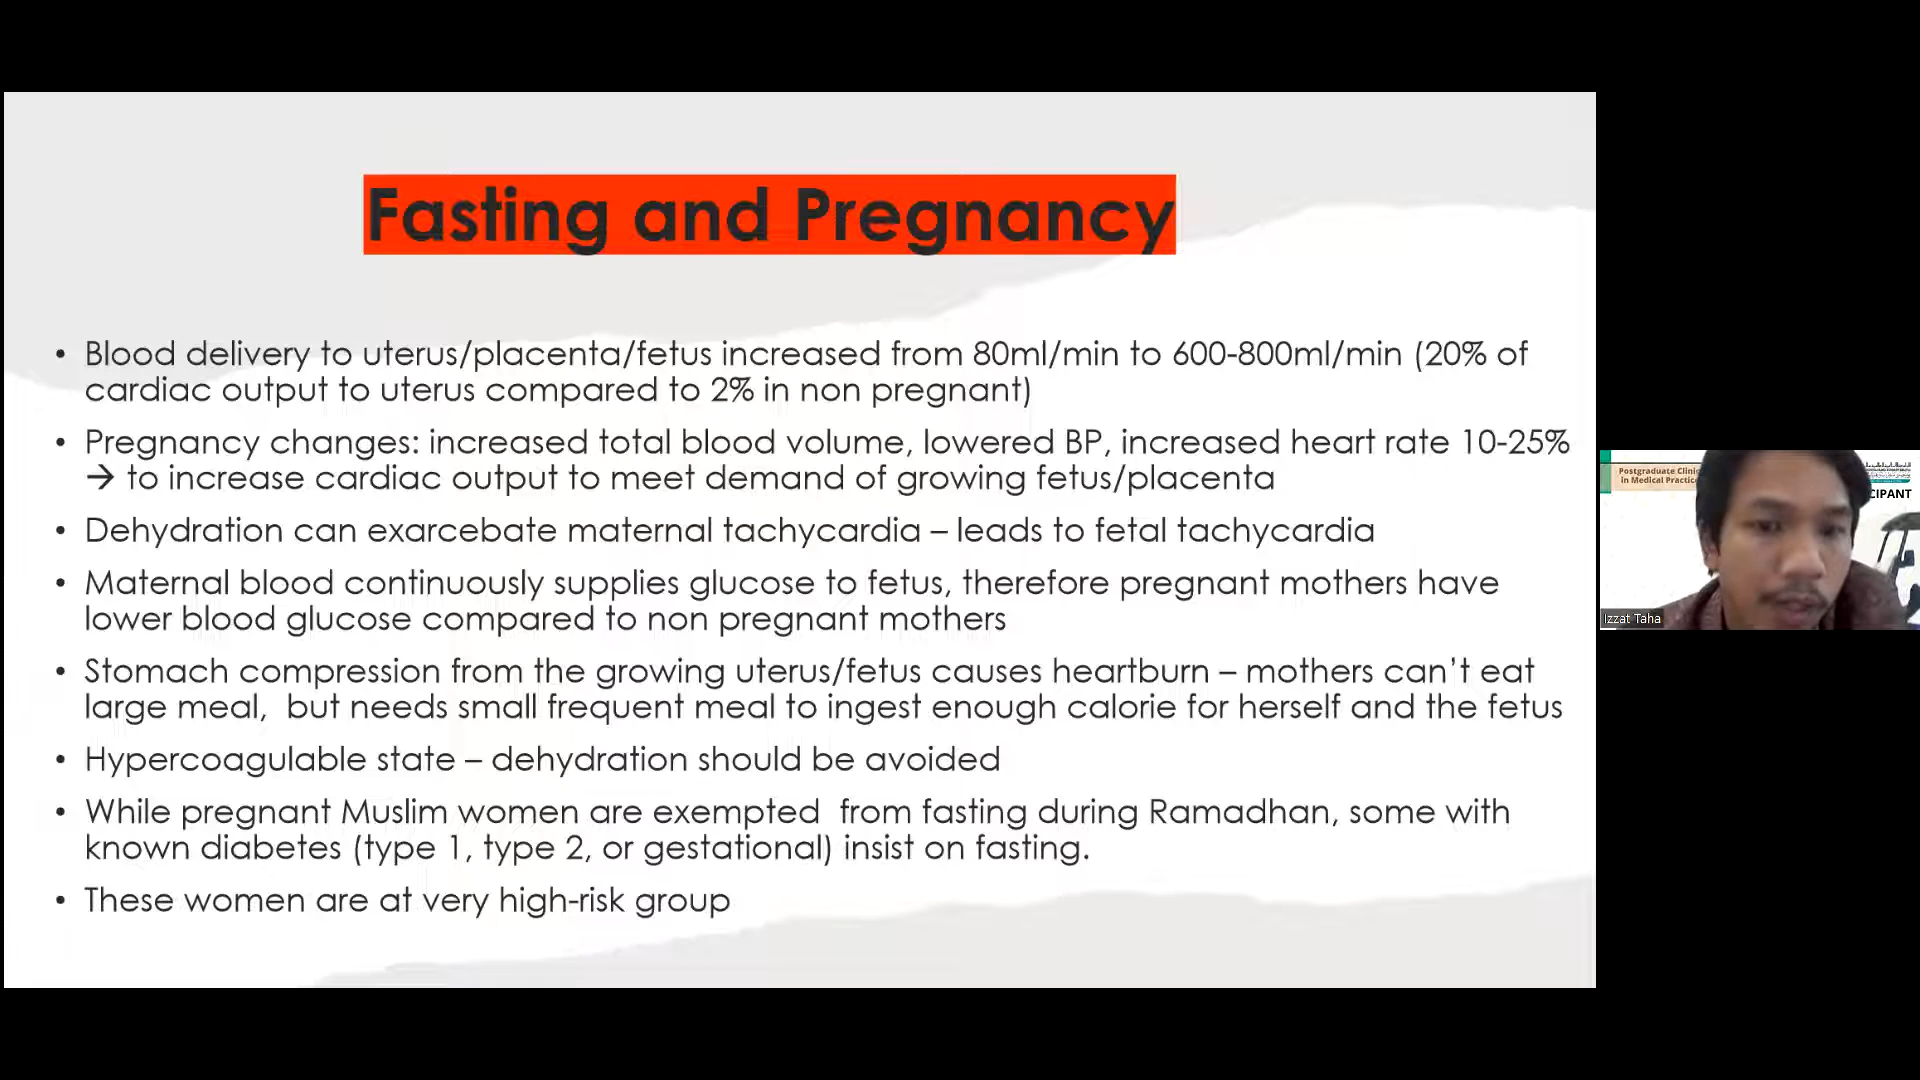 Fasting and Pregnancy
• Blood delivery to uterus/placenta/fetus increased from 80ml/min to 600-800ml/min (20% of
cardiac output to uterus compared to 2% in non pregnant)
• Pregnancy changes: increased total blood volume, lowered BP, increased heart rate 10-25%
→ to increase cardiac output to meet demand of growing fetus/placenta
• Dehydration can exarcebate maternal tachycardia – leads to fetal tachycardia
• Maternal blood continuously supplies glucose to fetus, therefore pregnant mothers have
lower blood glucose compared to non pregnant mothers
• Stomach compression from the growing uterus/fetus causes heartburn – mothers can't eat
large meal,  but needs small frequent meal to ingest enough calorie for herself and the fetus
• Hypercoagulable state – dehydration should be avoided
• While pregnant Muslim women are exempted  from fasting during Ramadhan, some with
known diabetes (type 1, type 2, or gestational) insist on fasting.
• These women are at very high-risk group
Postgraduate Clinic
in Medical Practic
CIPANT
Izzat Taha